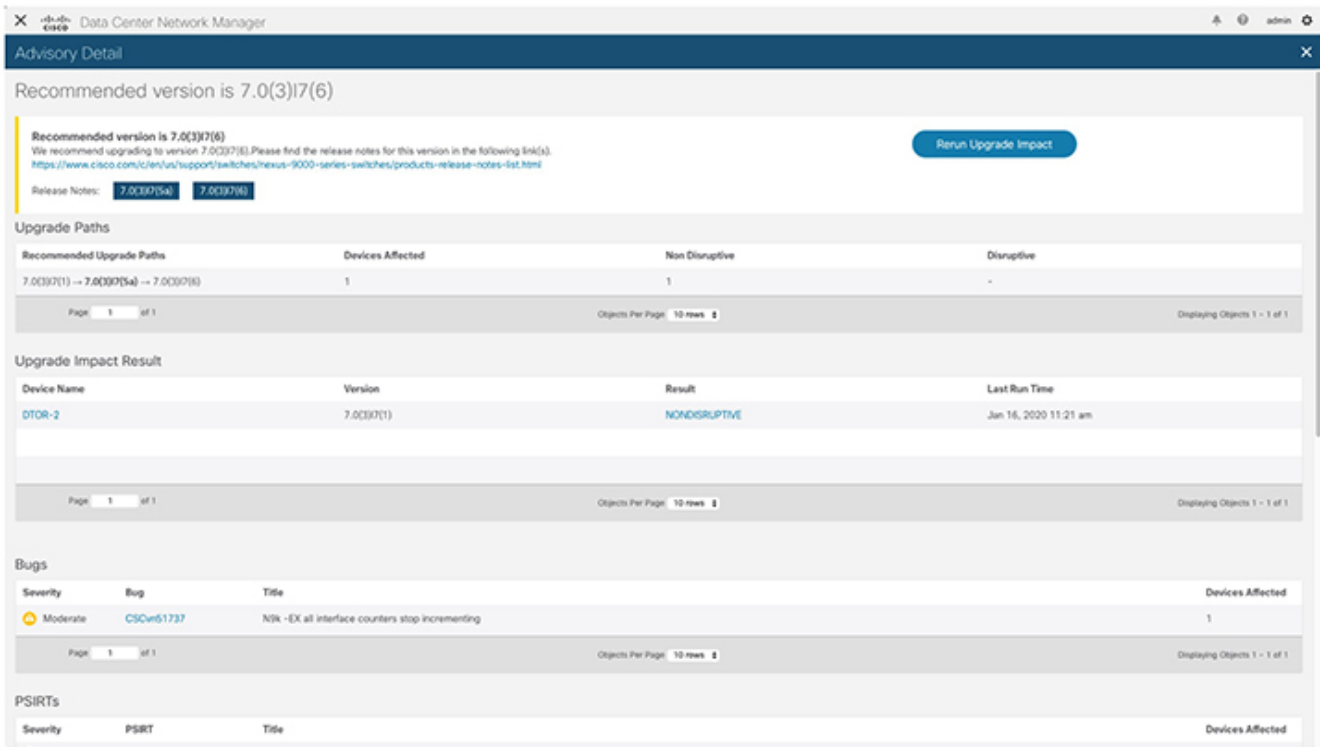 cisco Data Center Network Manager admin
Advisory Detail
Recommended version is 7.0(3)I7(6)
Recommended version is 7.0(3)I7(6)
We recommend upgrading to version 7.0(3)I7(6).Please find the release notes for this version in the following link(s).
https://www.cisco.com/c/en/us/support/switches/nexus-9000-series-switches/products-release-notes-list.html
Rerun Upgrade Impact
Release Notes: 7.0(3)I7(5a) 7.0(3)I7(6)
Upgrade Paths
Recommended Upgrade Paths Devices Affected Non Disruptive Disruptive
7.0(3)I7(1) → 7.0(3)I7(5a) → 7.0(3)I7(6) 1 1 -
Page 1 of 1 Objects Per Page 10 rows Displaying Objects 1 - 1 of 1
Upgrade Impact Result
Device Name Version Result Last Run Time
DTOR-2 7.0(3)I7(1) NONDISRUPTIVE Jan 16, 2020 11:21 am
Page 1 of 1 Objects Per Page 10 rows Displaying Objects 1 - 1 of 1
Bugs
Severity Bug Title Devices Affected
Moderate CSCvn51737 N9k -EX all interface counters stop incrementing 1
Page 1 of 1 Objects Per Page 10 rows Displaying Objects 1 - 1 of 1
PSIRTs
Severity PSIRT Title Devices Affected